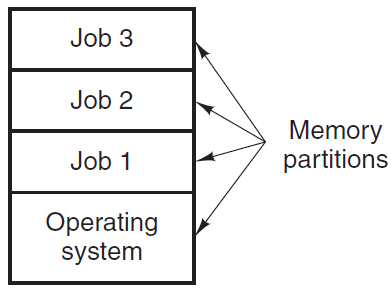 Job 3
Job 2
Job 1
Operating
system
Memory
partitions